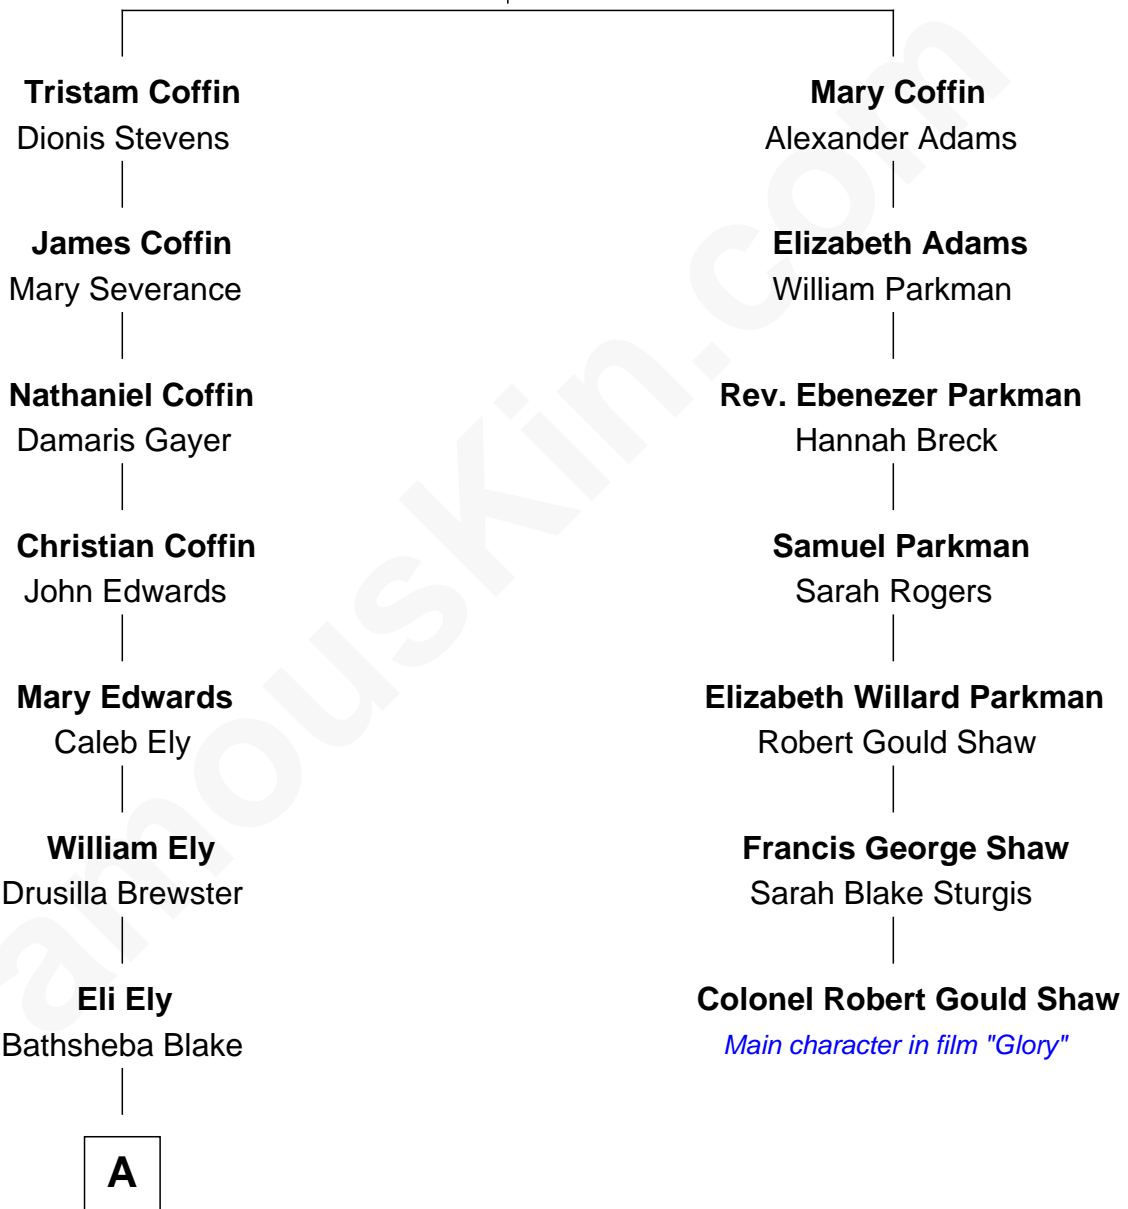 Tristam Coffin
Dionis Stevens
James Coffin
Mary Severance
Nathaniel Coffin
Damaris Gayer
Christian Coffin
John Edwards
Mary Edwards
Caleb Ely
William Ely
Drusilla Brewster
Eli Ely
Bathsheba Blake
A
Mary Coffin
Alexander Adams
Elizabeth Adams
William Parkman
Rev. Ebenezer Parkman
Hannah Breck
Samuel Parkman
Sarah Rogers
Elizabeth Willard Parkman
Robert Gould Shaw
Francis George Shaw
Sarah Blake Sturgis
Colonel Robert Gould Shaw
Main character in film "Glory"
amouskin.com